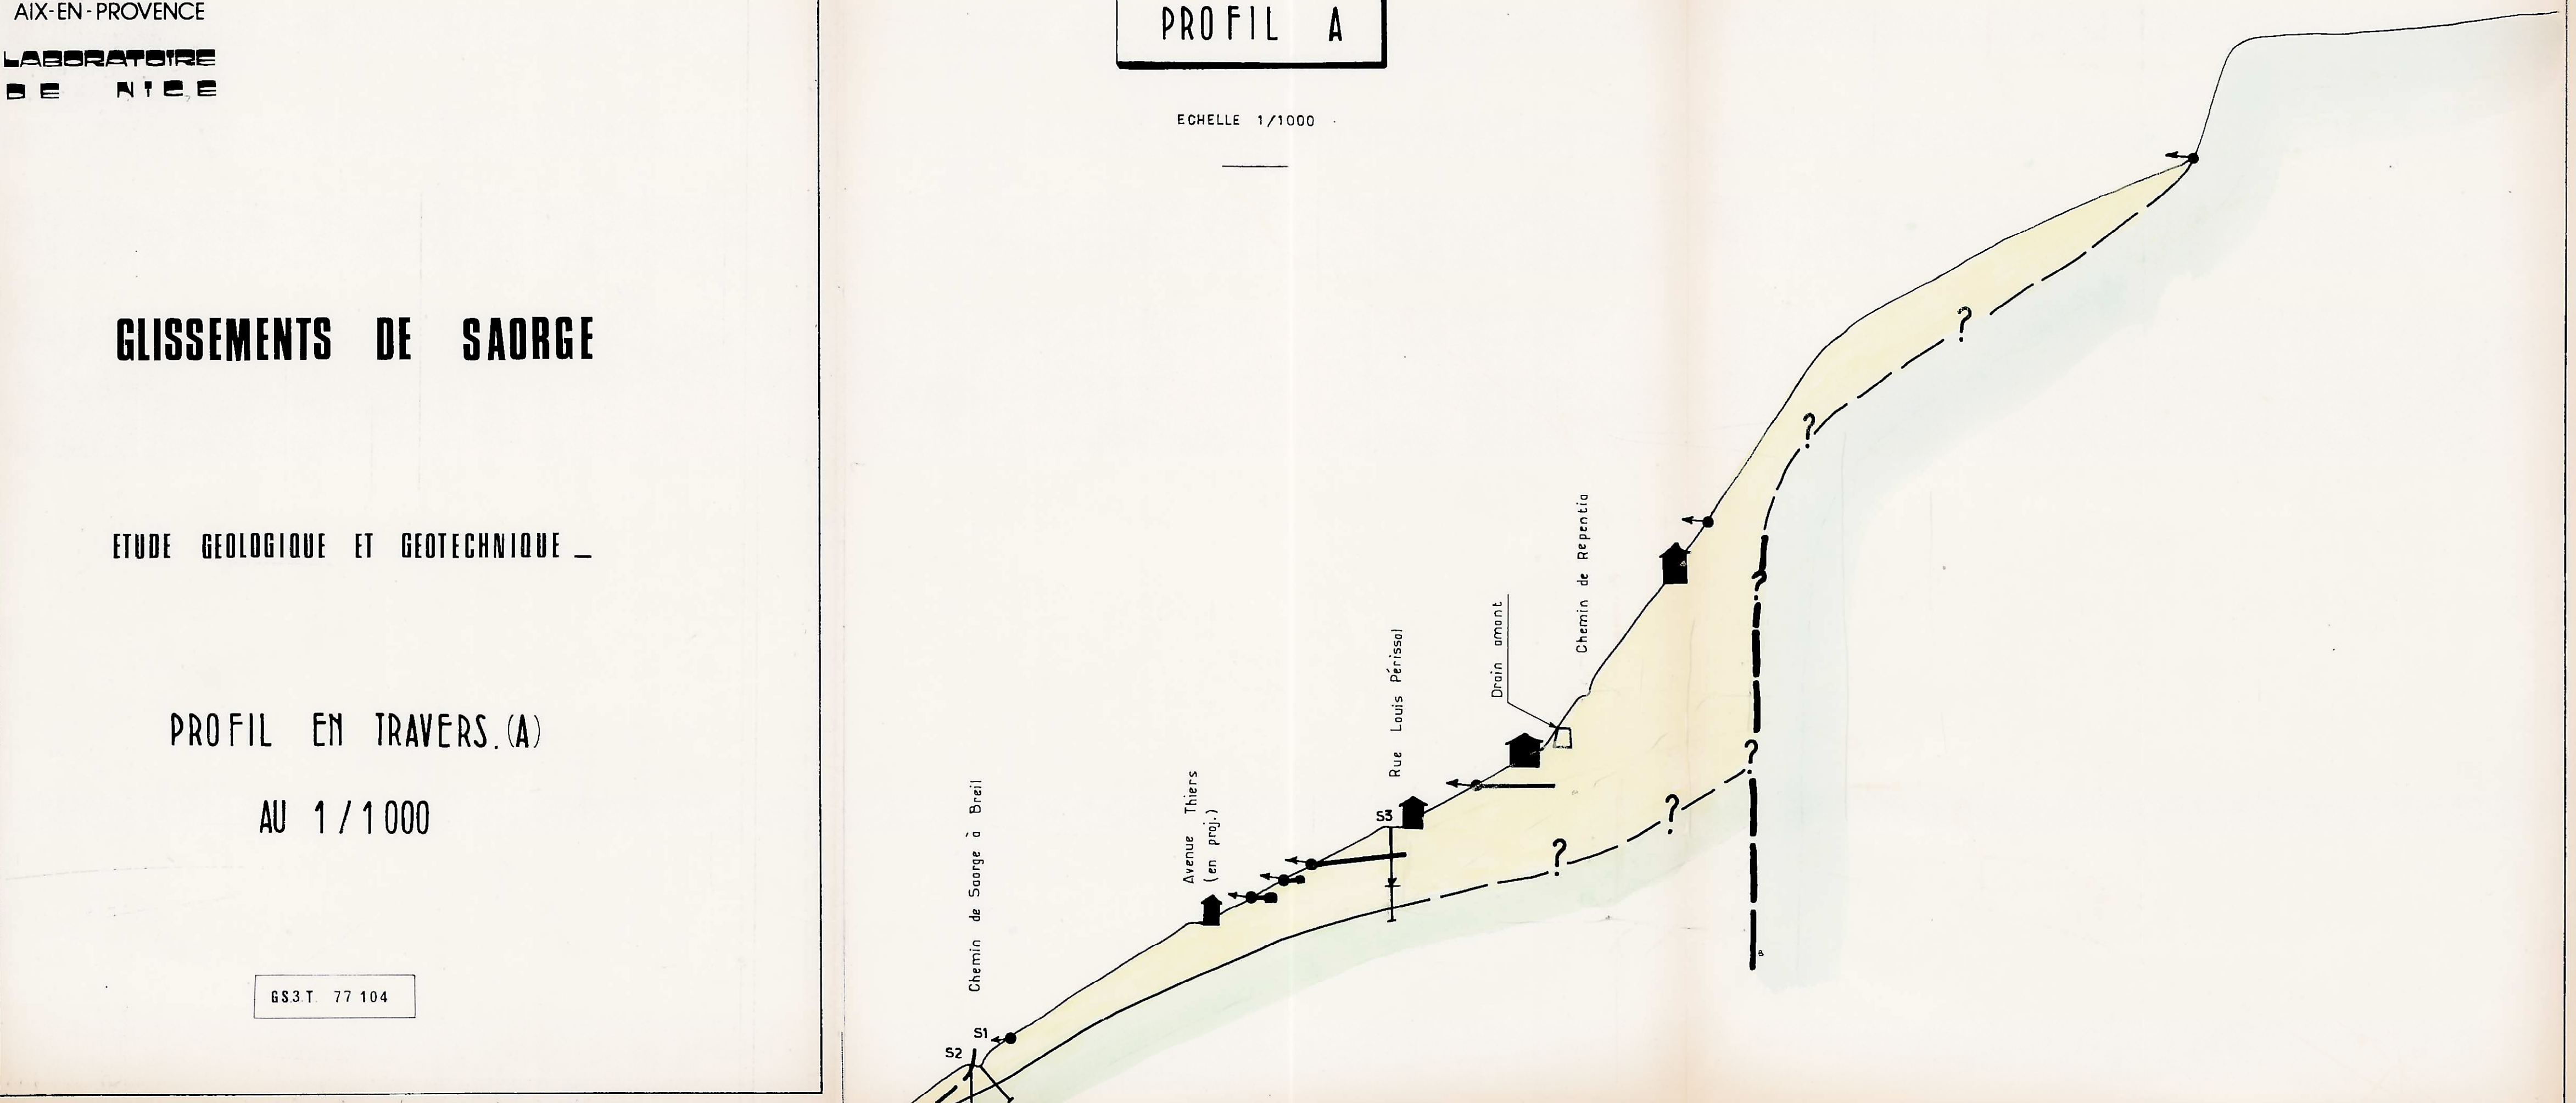 AIX-EN-PROVENCE
LABORATOIRE
DE NICE
GLISSEMENTS DE SAORGE
ETUDE GEOLOGIQUE ET GEOTECHNIQUE _
PROFIL EN TRAVERS.(A)
AU 1/1000
GS.3.T. 77 104
PROFIL A
ECHELLE 1/1000
Chemin de Saorge à Breil
Avenue Thiers
(en proj.)
Rue Louis Périssol
Drain amont
Chemin de Repentia
S3
S1
S2
?
?
?
?
?
?